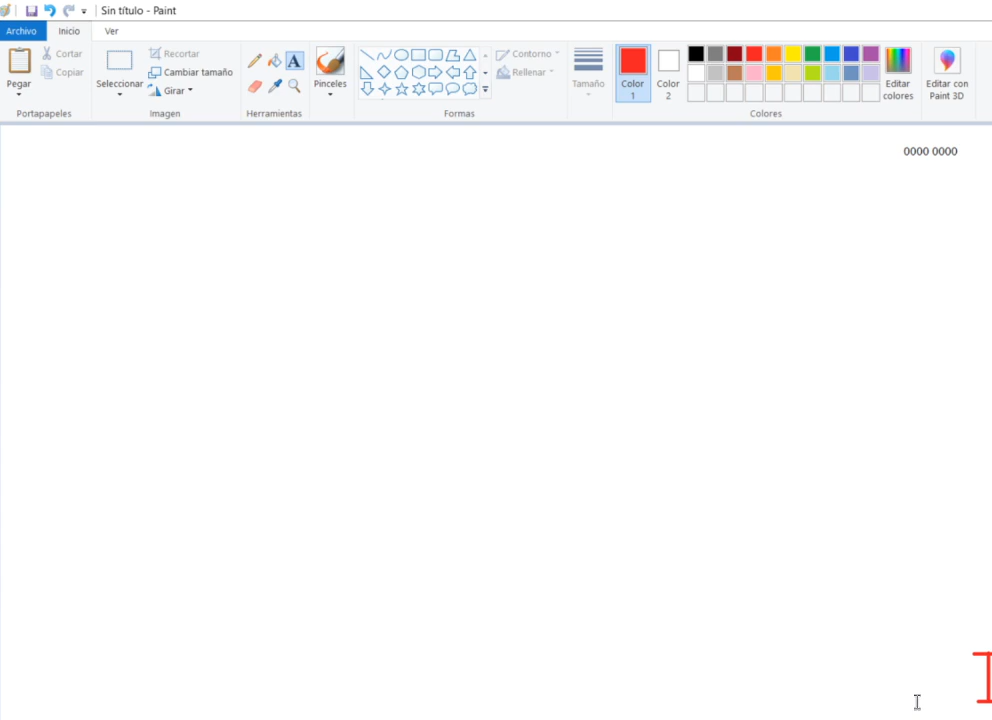 Sin título - Paint
Archivo Inicio Ver
Pegar
Cortar
Copiar
Portapapeles
Seleccionar
Recortar
Cambiar tamaño
Girar
Imagen
A
Herramientas
Pinceles
Contorno
Rellenar
Formas
Tamaño
Color
1
Color
2
Editar
colores
Colores
Editar con
Paint 3D
0000 0000